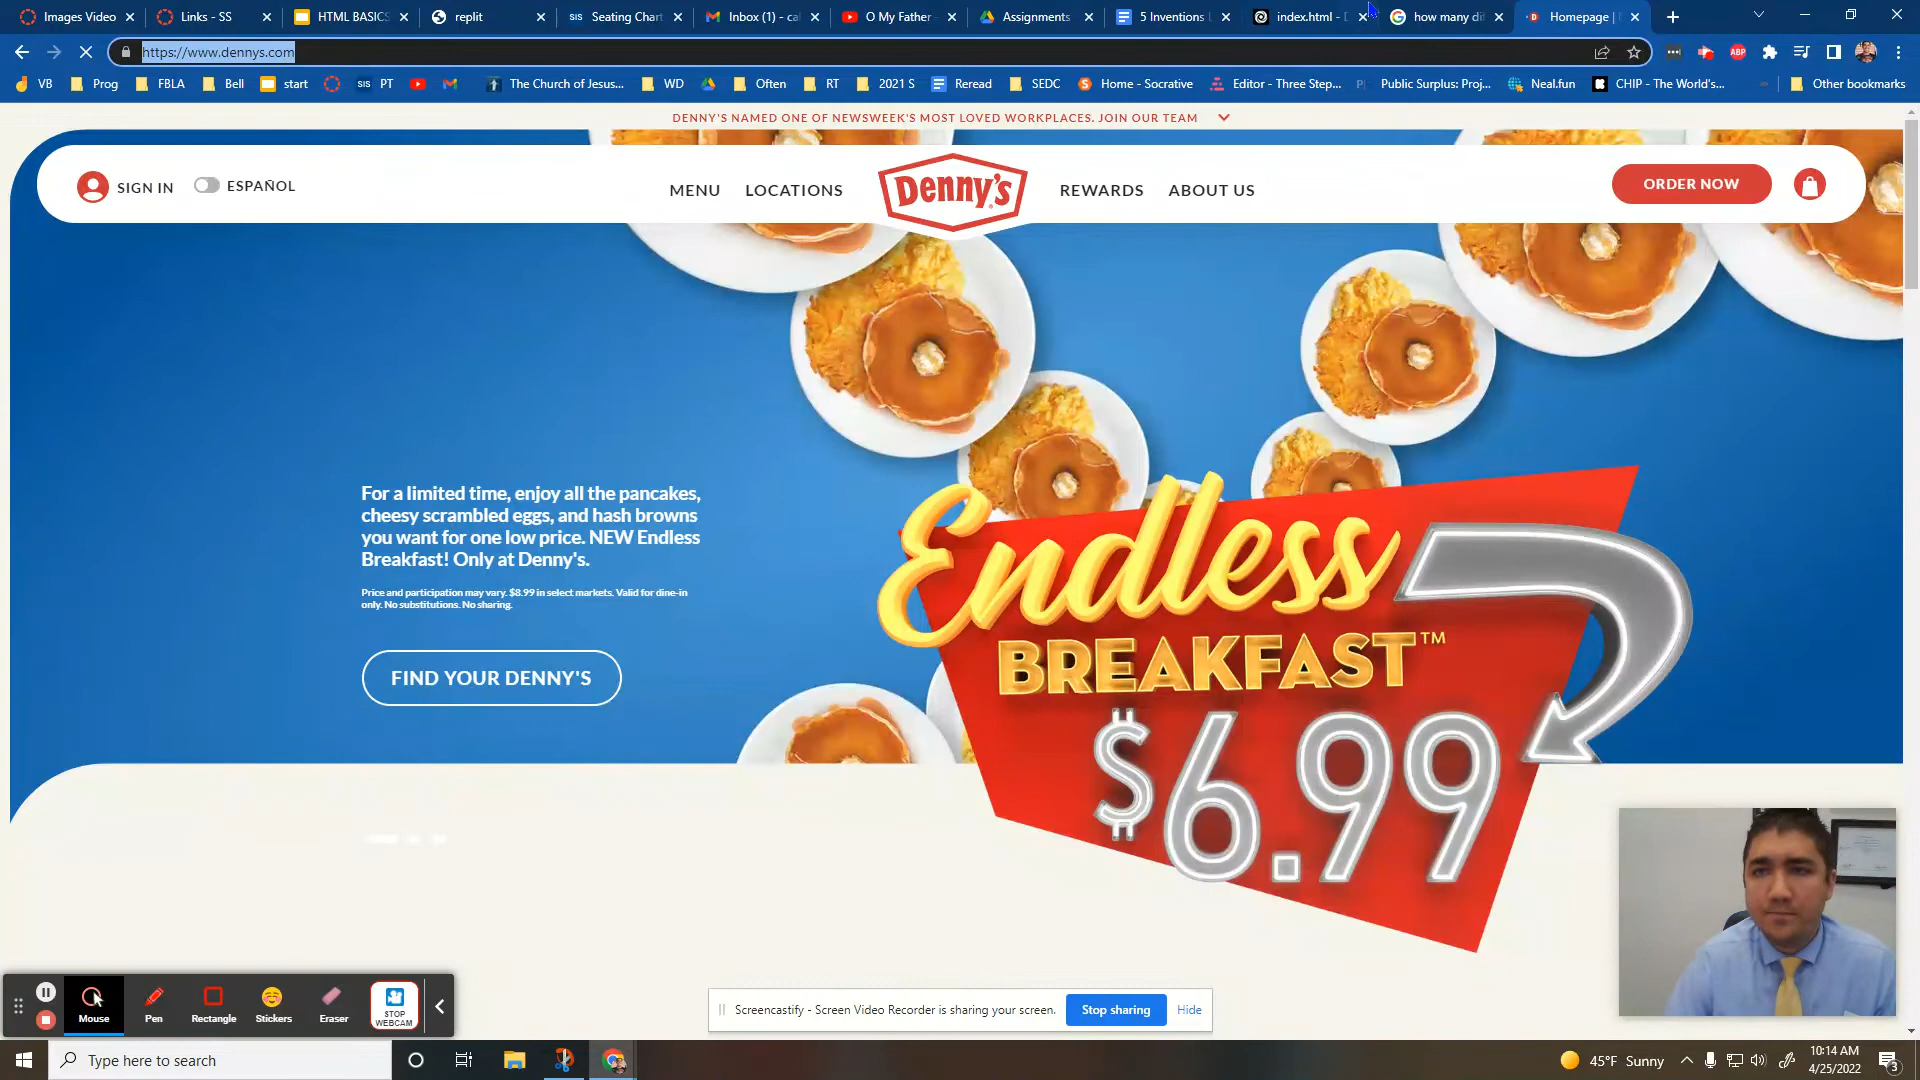 Images Video
Links - SS
HTML BASICS
replit
SIS
Seating Chart
Inbox (1) - ca
O My Father
Assignments
5 Inventions
index.html -
how many di
Homepage |
https://www.dennys.com
ABP
VB
Prog
FBLA
Bell
start
SIS PT
The Church of Jesus...
WD
Often
RT
2021 S
Reread
SEDC
Home - Socrative
Editor - Three Step...
Public Surplus: Proj...
Neal.fun
CHIP - The World's...
Other bookmarks
DENNY'S NAMED ONE OF NEWSWEEK'S MOST LOVED WORKPLACES. JOIN OUR TEAM
SIGN IN
ESPAÑOL
MENU
LOCATIONS
Denny's
REWARDS
ABOUT US
ORDER NOW
For a limited time, enjoy all the pancakes,
cheesy scrambled eggs, and hash browns
you want for one low price. NEW Endless
Breakfast! Only at Denny's.
Price and participation may vary. $8.99 in select markets. Valid for dine-in
only. No substitutions. No sharing.
FIND YOUR DENNY'S
Endless
BREAKFAST™
$6.99
Mouse
Pen
Rectangle
Stickers
Eraser
STOP
WEBCAM
Screencastify - Screen Video Recorder is sharing your screen.
Stop sharing
Hide
Type here to search
45°F Sunny
10:14 AM
4/25/2022
3